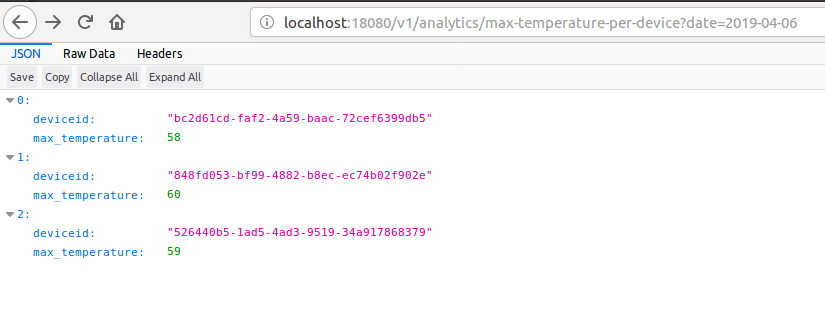 localhost:18080/v1/analytics/max-temperature-per-device?date=2019-04-06
JSON Raw Data Headers
Save Copy Collapse All Expand All
0:
deviceid: "bc2d61cd-faf2-4a59-baac-72cef6399db5"
max_temperature: 58
1:
deviceid: "848fd053-bf99-4882-b8ec-ec74b02f902e"
max_temperature: 60
2:
deviceid: "526440b5-1ad5-4ad3-9519-34a917868379"
max_temperature: 59